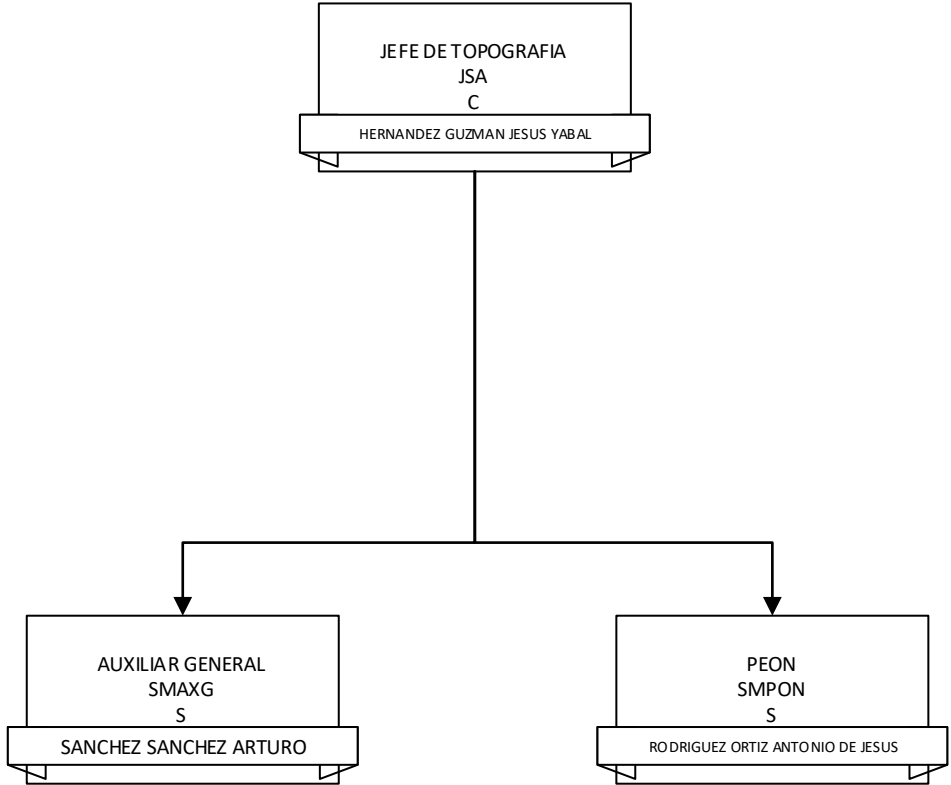 JEFE DE TOPOGRAFIA
JSA
C
HERNANDEZ GUZMAN JESUS YABAL
AUXILIAR GENERAL
SMAXG
S
SANCHEZ SANCHEZ ARTURO
PEON
SMPON
S
RODRIGUEZ ORTIZ ANTONIO DE JESUS